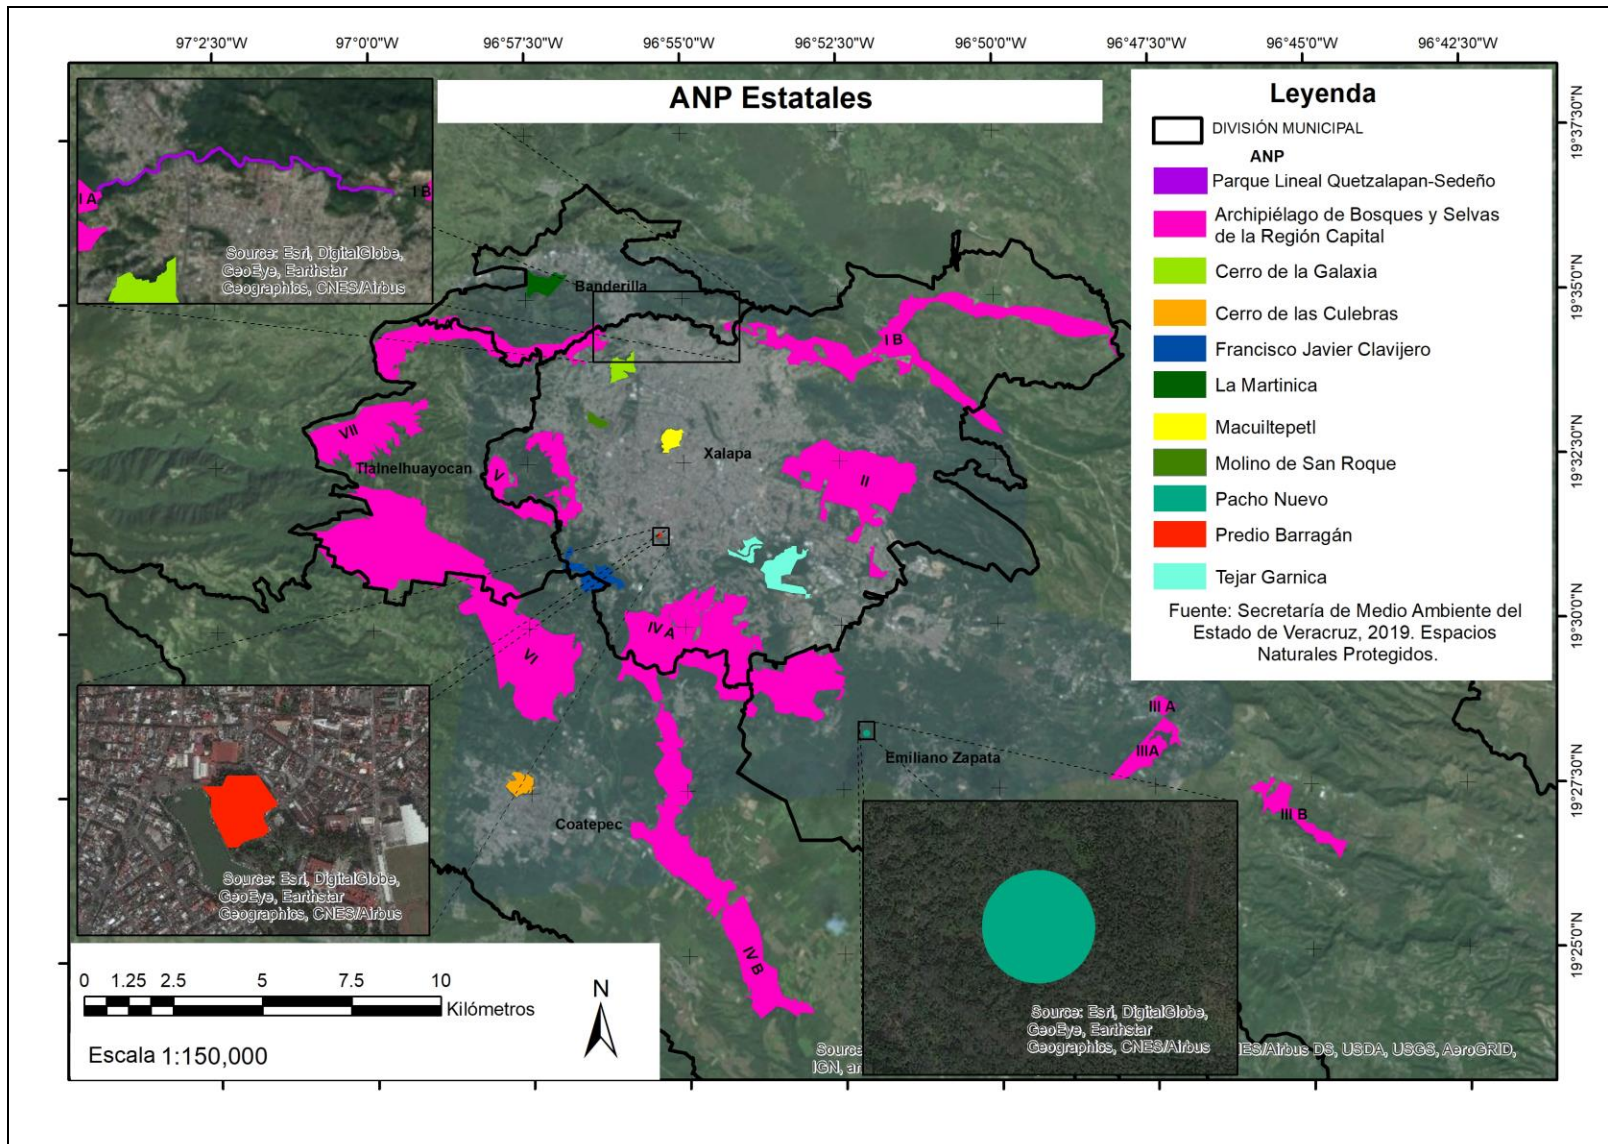 97°2'30"W 97°0'0"W 96°57'30"W 96°55'0"W 96°52'30"W 96°50'0"W 96°47'30"W 96°45'0"W 96°42'30"W
ANP Estatales
Leyenda
DIVISIÓN MUNICIPAL
ANP
Parque Lineal Quetzalapan-Sedeño
Archipiélago de Bosques y Selvas
de la Región Capital
Cerro de la Galaxia
Cerro de las Culebras
Francisco Javier Clavijero
La Martinica
Macuiltepetl
Molino de San Roque
Pacho Nuevo
Predio Barragán
Tejar Garnica
Fuente: Secretaría de Medio Ambiente del
Estado de Veracruz, 2019. Espacios
Naturales Protegidos.
19°37'30"N
19°35'0"N
19°32'30"N
19°30'0"N
19°27'30"N
19°25'0"N
I A
I B
Source: Esri, DigitalGlobe,
GeoEye, Earthstar
Geographics, CNES/Airbus
Banderilla
I B
VII
Tlalnelhuayocan
Xalapa
V
II
IV A
VI
III A
IIIA
Emiliano Zapata
III B
Coatepec
IV B
Source: Esri, DigitalGlobe,
GeoEye, Earthstar
Geographics, CNES/Airbus
Source: Esri, DigitalGlobe,
GeoEye, Earthstar
Geographics, CNES/Airbus
0 1.25 2.5 5 7.5 10
Kilómetros
N
Escala 1:150,000
Source
IES/Airbus DS, USDA, USGS, AeroGRID,
IGN, an